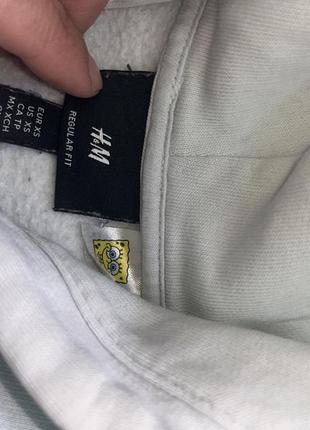 H&M
REGULAR FIT
EUR XS
US XS
CA TP
MX XCH